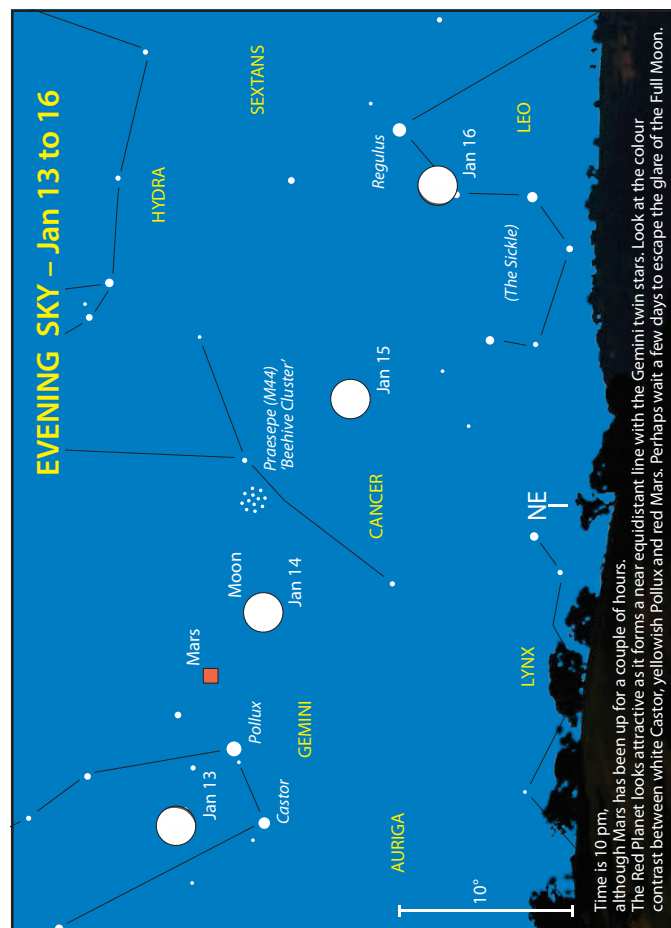 EVENING SKY – Jan 13 to 16
HYDRA
SEXTANS
Praesepe (M44)
'Beehive Cluster'
Regulus
Mars
Moon
Jan 14
Jan 15
Jan 16
Jan 13
Pollux
Castor
GEMINI
CANCER
LEO
(The Sickle)
AURIGA
LYNX
NE
10°
Time is 10 pm,
although Mars has been up for a couple of hours.
The Red Planet looks attractive as it forms a near equidistant line with the Gemini twin stars. Look at the colour
contrast between white Castor, yellowish Pollux and red Mars. Perhaps wait a few days to escape the glare of the Full Moon.